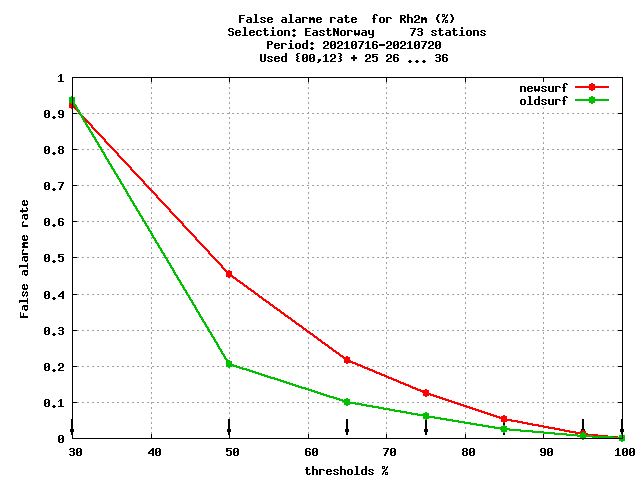 False alarme rate  for Rh2m (%)
Selection: EastNorway     73 stations
Period: 20210716-20210720
Used {00,12} + 25 26 ... 36
newsurf
oldsurf
1
0.9
0.8
0.7
0.6
0.5
0.4
0.3
0.2
0.1
0
False alarme rate
30 40 50 60 70 80 90 100
thresholds %